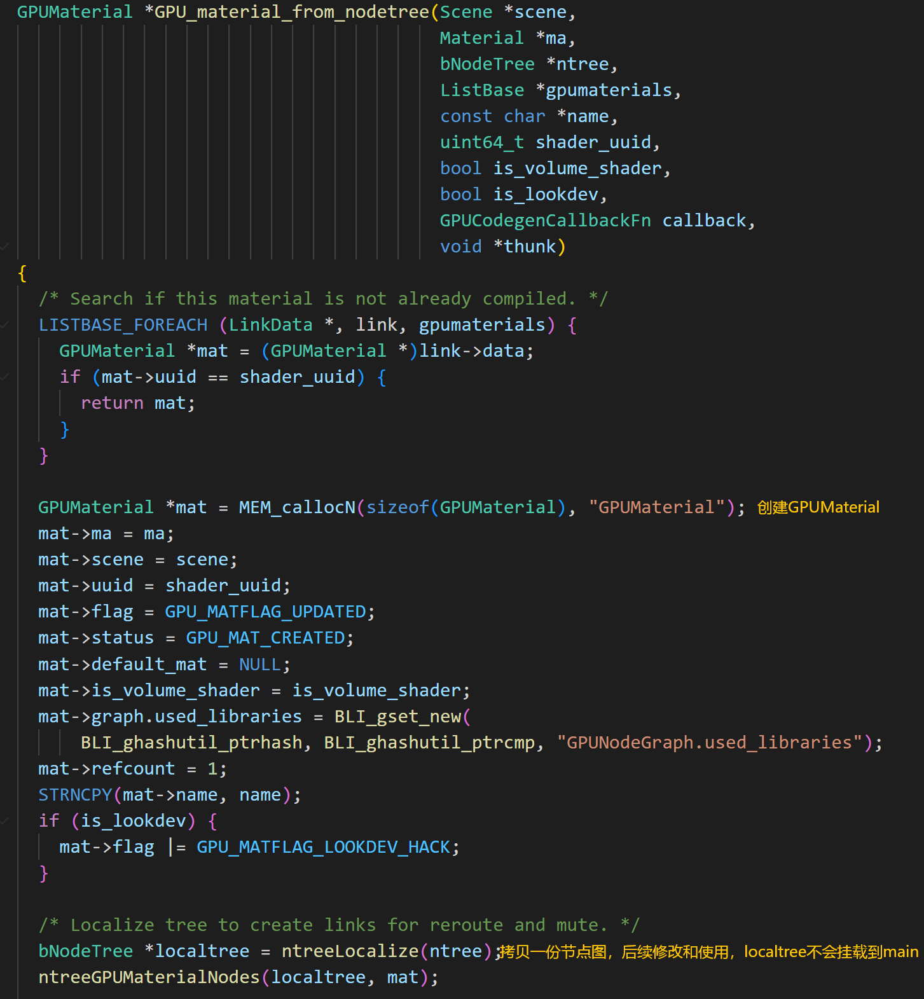 GPUMaterial *GPU_material_from_nodetree(Scene *scene,
Material *ma,
bNodeTree *ntree,
ListBase *gpumaterials,
const char *name,
uint64_t shader_uuid,
bool is_volume_shader,
bool is_lookdev,
GPUCodegenCallbackFn callback,
void *thunk)
{
/* Search if this material is not already compiled. */
LISTBASE_FOREACH (LinkData *, link, gpumaterials) {
GPUMaterial *mat = (GPUMaterial *)link->data;
if (mat->uuid == shader_uuid) {
return mat;
}
}
GPUMaterial *mat = MEM_callocN(sizeof(GPUMaterial), "GPUMaterial"); 创建GPUMaterial
mat->ma = ma;
mat->scene = scene;
mat->uuid = shader_uuid;
mat->flag = GPU_MATFLAG_UPDATED;
mat->status = GPU_MAT_CREATED;
mat->default_mat = NULL;
mat->is_volume_shader = is_volume_shader;
mat->graph.used_libraries = BLI_gset_new(
BLI_ghashutil_ptrhash, BLI_ghashutil_ptrcmp, "GPUNodeGraph.used_libraries");
mat->refcount = 1;
STRNCPY(mat->name, name);
if (is_lookdev) {
mat->flag |= GPU_MATFLAG_LOOKDEV_HACK;
}
/* Localize tree to create links for reroute and mute. */
bNodeTree *localtree = ntreeLocalize(ntree);拷贝一份节点图，后续修改和使用，localtree不会挂载到main
ntreeGPUMaterialNodes(localtree, mat);